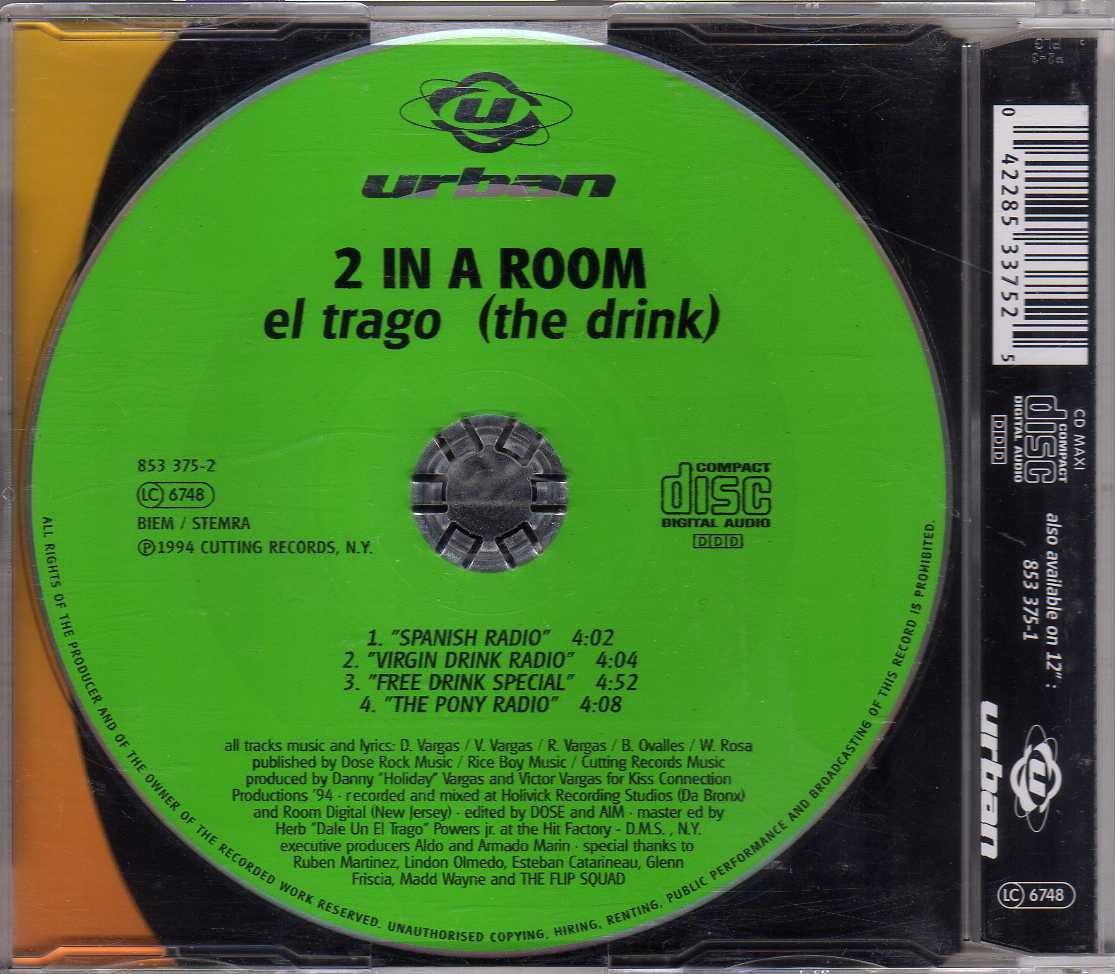 U
urban
2 IN A ROOM
el trago (the drink)
853 375-2
LC 6748
BIEM / STEMRA
Ⓟ1994 CUTTING RECORDS, N.Y.
COMPACT
disc
DIGITAL AUDIO
DDD
1. "SPANISH RADIO" 4:02
2. "VIRGIN DRINK RADIO" 4:04
3. "FREE DRINK SPECIAL" 4:52
4. "THE PONY RADIO" 4:08
all tracks music and lyrics: D. Vargas / V. Vargas / R. Vargas / B. Ovalles / W. Rosa
published by Dose Rock Music / Rice Boy Music / Cutting Records Music
produced by Danny "Holiday" Vargas and Victor Vargas for Kiss Connection
Productions '94 · recorded and mixed at Holivick Recording Studios (Da Bronx)
and Room Digital (New Jersey) · edited by DOSE and AIM · master ed by
Herb "Dale Un El Trago" Powers jr. at the Hit Factory - D.M.S. , N.Y.
executive producers Aldo and Armado Marin · special thanks to
Ruben Martinez, Lindon Olmedo, Esteban Catarineau, Glenn
Friscia, Madd Wayne and THE FLIP SQUAD
ALL RIGHTS OF THE PRODUCER AND OF THE OWNER OF THE RECORDED WORK RESERVED. UNAUTHORISED COPYING, HIRING, RENTING, PUBLIC PERFORMANCE AND BROADCASTING OF THIS RECORD IS PROHIBITED.
0 42285 33752 5
CD MAXI
COMPACT
disc
DIGITAL AUDIO
DDD
also available on 12" :
853 375-1
urban
U
LC 6748